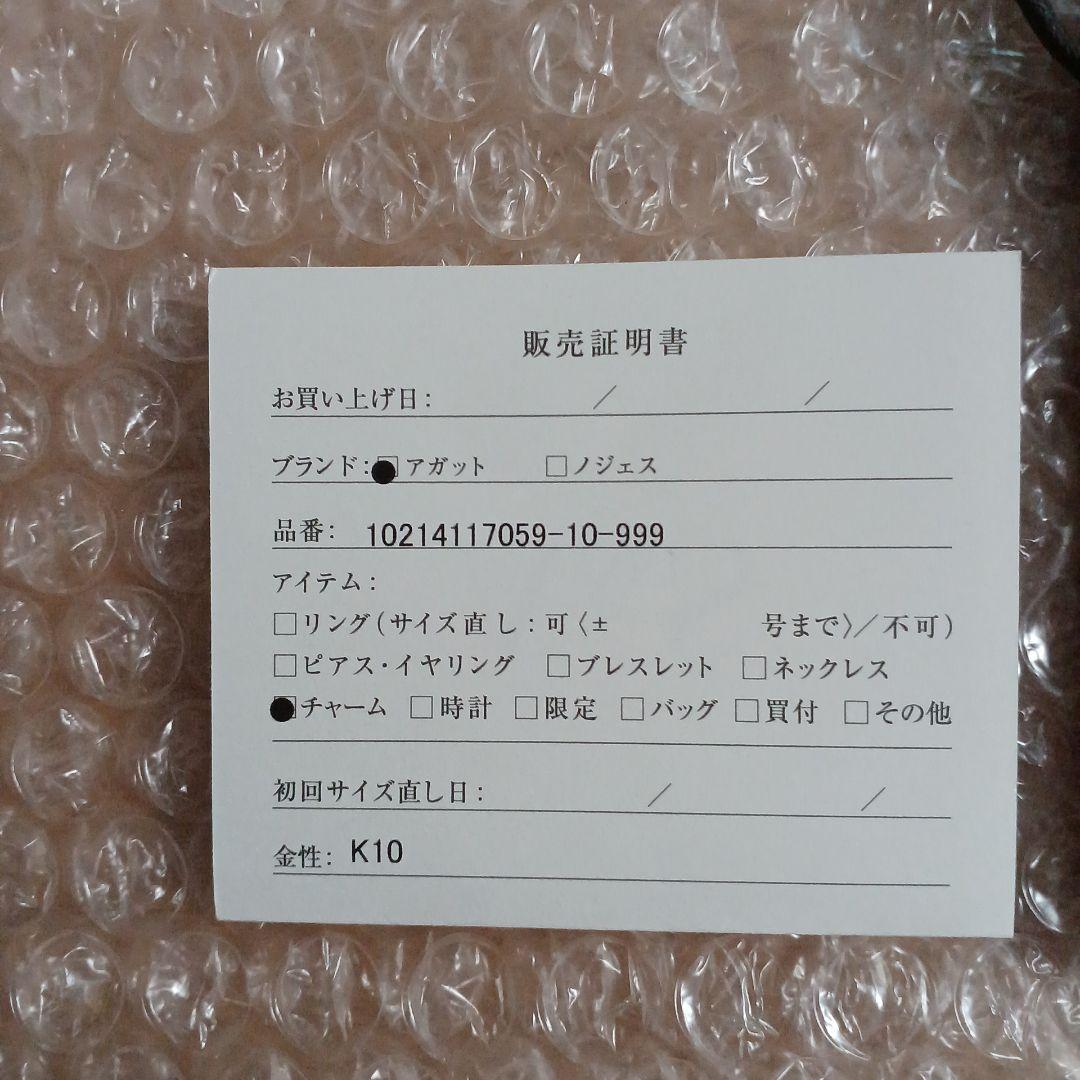 販売証明書
お買い上げ日: ／ ／
ブランド:●アガット □ノジェス
品番: 10214117059-10-999
アイテム:
□リング(サイズ直し:可〈± 号まで〉／不可)
□ピアス・イヤリング □ブレスレット □ネックレス
●チャーム □時計 □限定 □バッグ □買付 □その他
初回サイズ直し日: ／ ／
金性: K10